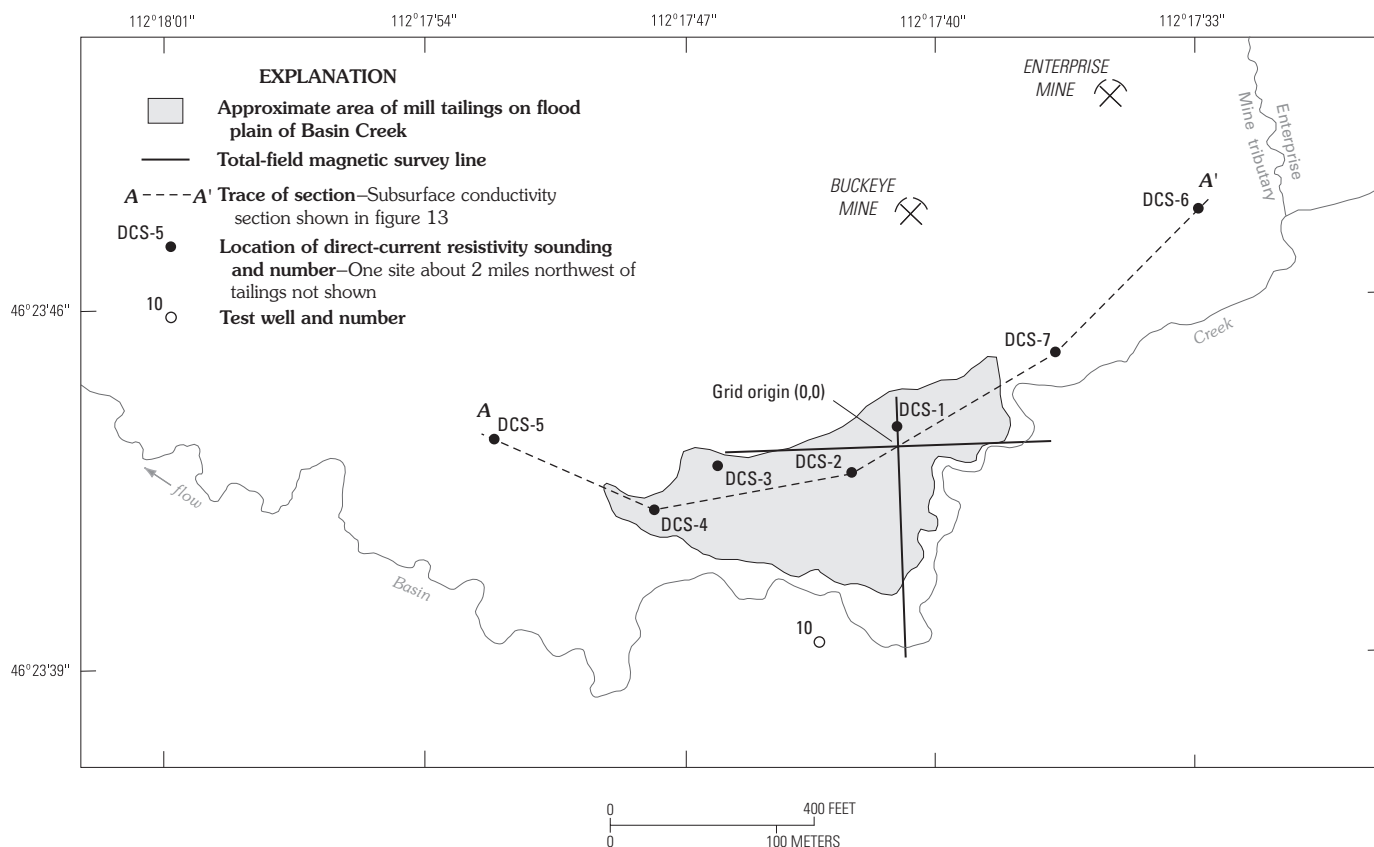 112°18'01"
112°17'54"
112°17'47"
112°17'40"
112°17'33"
EXPLANATION
Approximate area of mill tailings on flood
plain of Basin Creek
Total-field magnetic survey line
A A' Trace of section–Subsurface conductivity
section shown in figure 13
DCS-5
Location of direct-current resistivity sounding
and number–One site about 2 miles northwest of
tailings not shown
10
Test well and number
ENTERPRISE
MINE
BUCKEYE
MINE
Enterprise
Mine tributary
A'
DCS-6
46°23'46"
DCS-7
Creek
Grid origin (0,0)
DCS-1
A
DCS-5
DCS-2
DCS-3
flow
DCS-4
Basin
10
46°23'39"
0 400 FEET
0 100 METERS